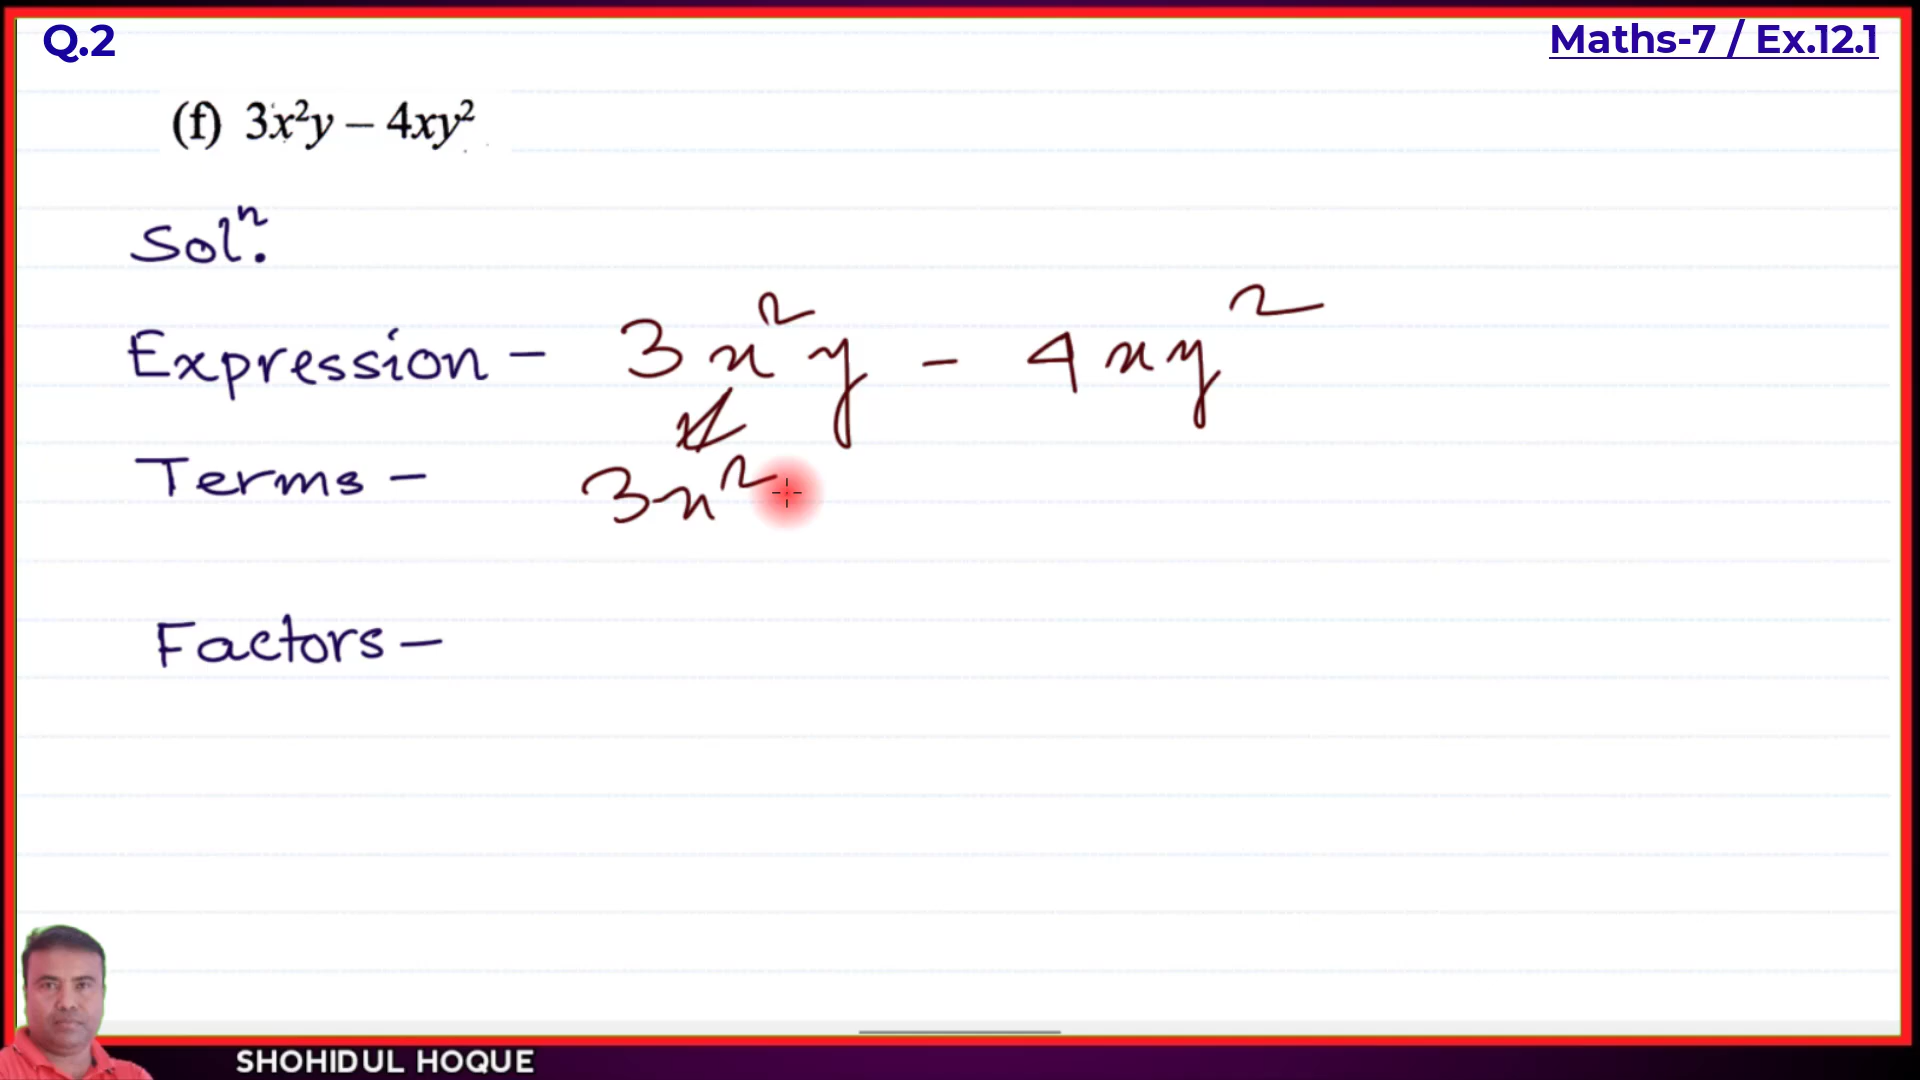 Q.2
Maths-7 / Ex.12.1
(f) 3x²y – 4xy²
Solⁿ.
Expression – 3x²y – 4xy²
Terms – 3x²
Factors –
SHOHIDUL HOQUE